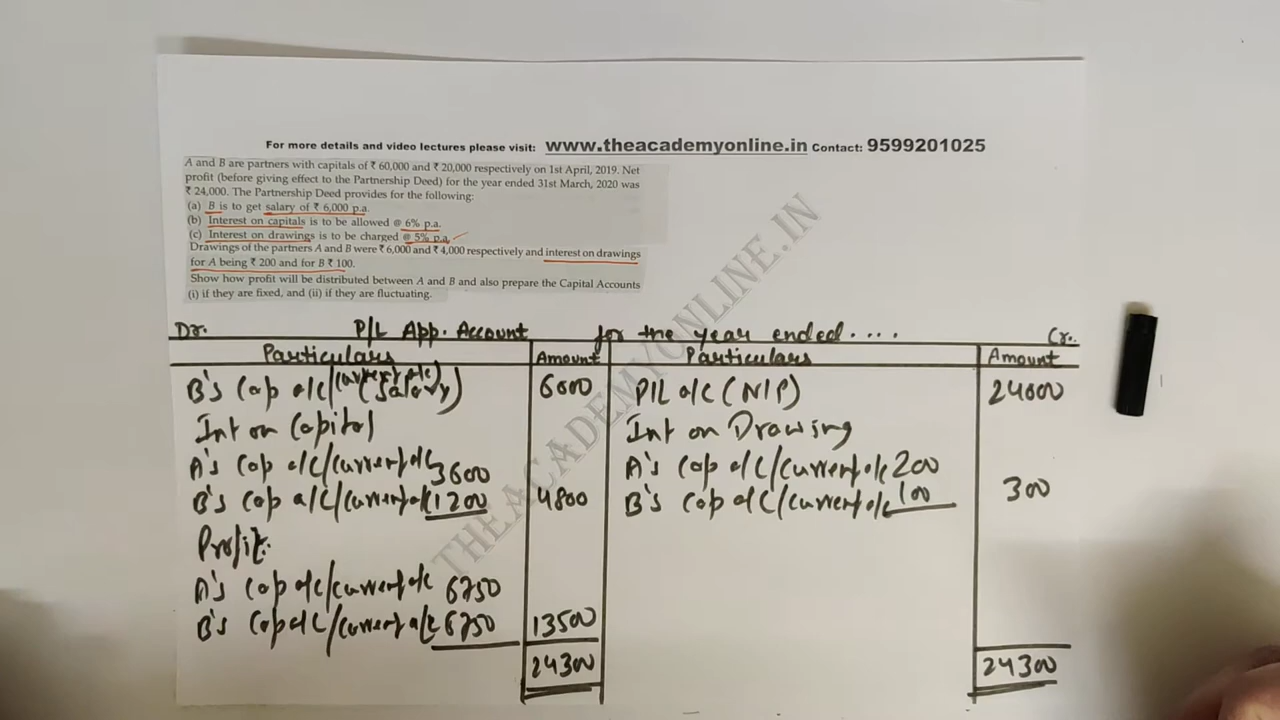 For more details and video lectures please visit: www.theacademyonline.in Contact: 9599201025
A and B are partners with capitals of ₹ 60,000 and ₹ 20,000 respectively on 1st April, 2019. Net
profit (before giving effect to the Partnership Deed) for the year ended 31st March, 2020 was
₹ 24,000. The Partnership Deed provides for the following:
(a) B is to get salary of ₹ 6,000 p.a.
(b) Interest on capitals is to be allowed @ 6% p.a.
(c) Interest on drawings is to be charged @ 5% p.a.
Drawings of the partners A and B were ₹ 6,000 and ₹ 4,000 respectively and interest on drawings
for A being ₹ 200 and for B ₹ 100.
Show how profit will be distributed between A and B and also prepare the Capital Accounts
(i) if they are fixed, and (ii) if they are fluctuating.
THEACADEMYONLINE.IN
Dr. P/L App. Account for the year ended.... Cr.
Particulars Amount Particulars Amount
B's Cap a/c/(current a/c) (Salary) 6000 P/L a/c (N/P) 24000
Int on Capital Int on Drawing
A's Cap a/c/current a/c 3600 A's Cap a/c/current a/c 200
B's Cap a/c/current a/c 1200 4800 B's Cap a/c/current a/c 100 300
Profit:
A's Cap a/c/current a/c 6750
B's Cap a/c/current a/c 6750 13500
24300 24300